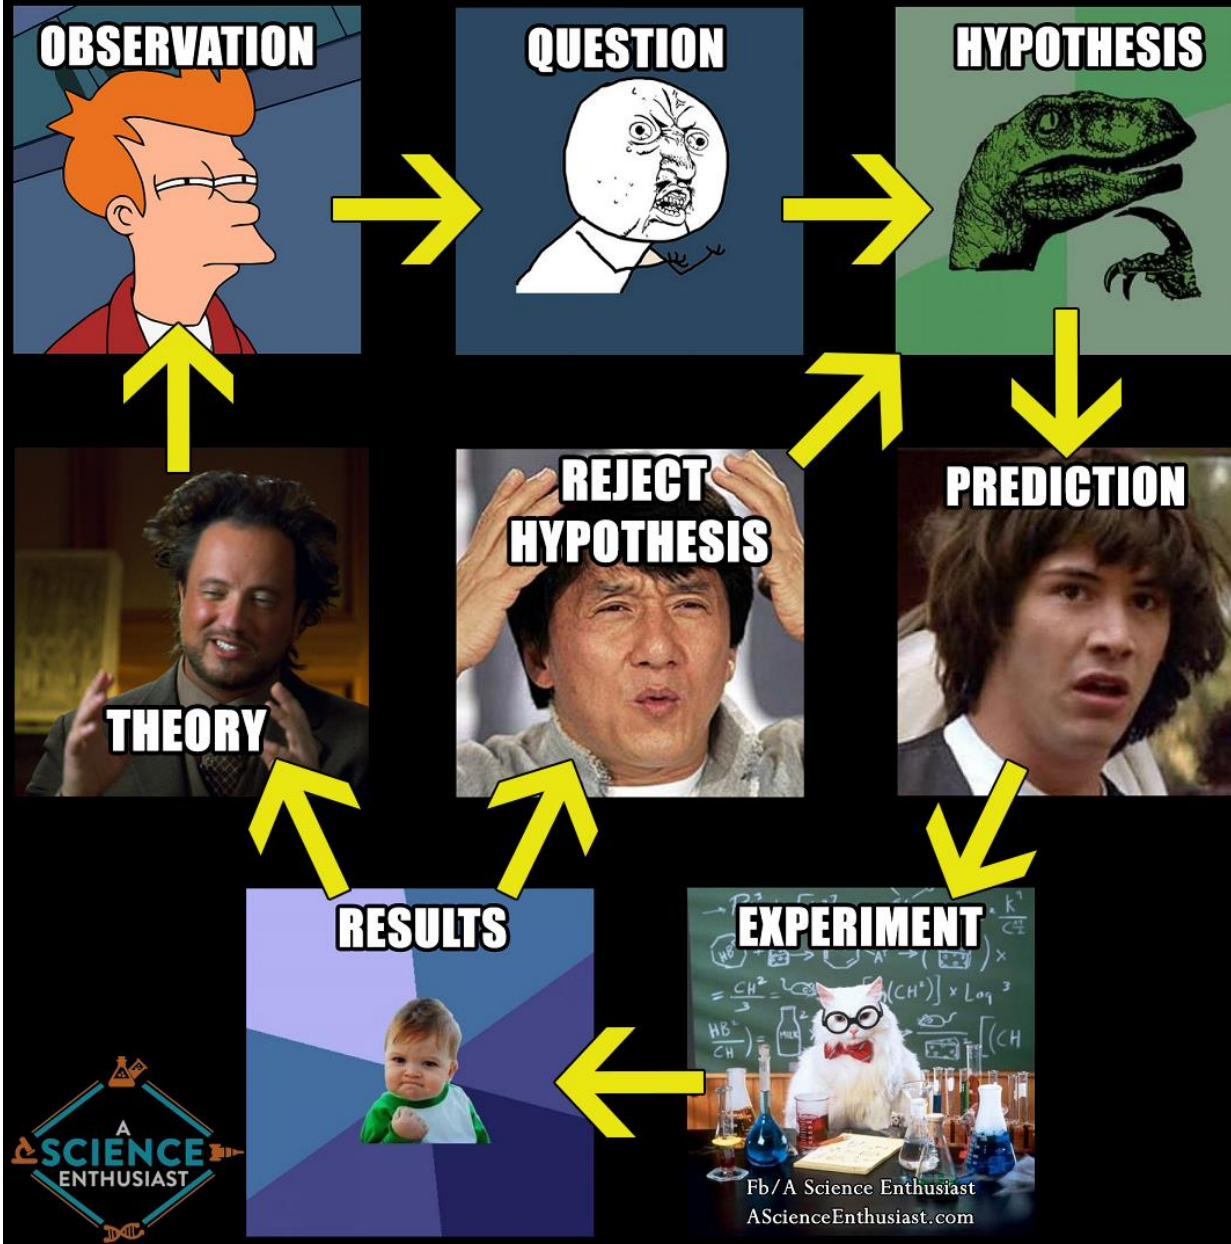 OBSERVATION
QUESTION
HYPOTHESIS
REJECT
HYPOTHESIS
PREDICTION
THEORY
RESULTS
EXPERIMENT
A
SCIENCE
ENTHUSIAST
Fb/A Science Enthusiast
AScienceEnthusiast.com